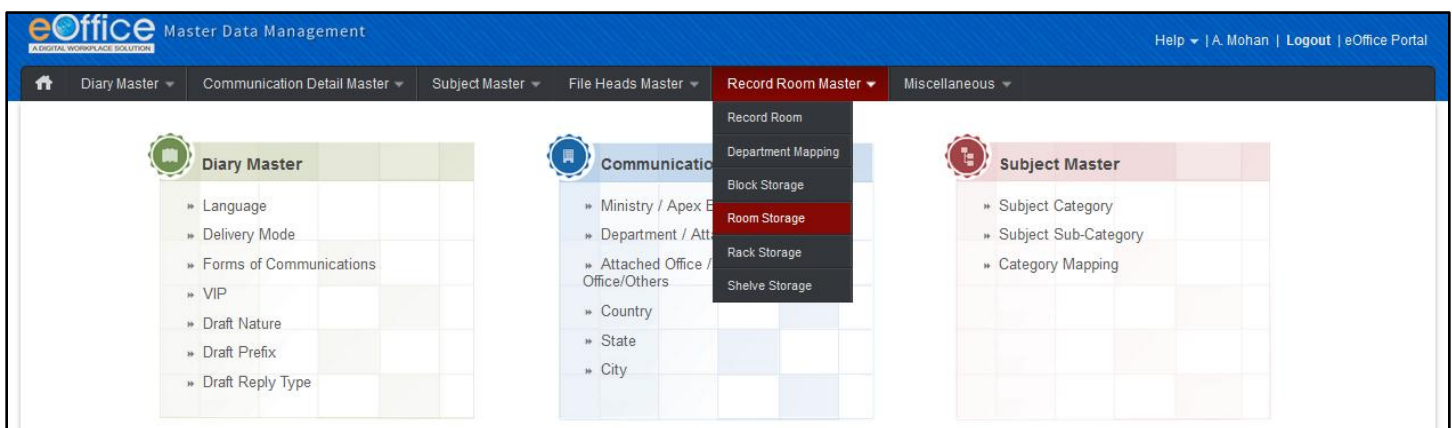 eOffice Master Data Management
A DIGITAL WORKPLACE SOLUTION
Help | A. Mohan | Logout | eOffice Portal
Diary Master Communication Detail Master Subject Master File Heads Master Record Room Master Miscellaneous
Record Room
Department Mapping
Block Storage
Room Storage
Rack Storage
Shelve Storage
Diary Master
» Language
» Delivery Mode
» Forms of Communications
» VIP
» Draft Nature
» Draft Prefix
» Draft Reply Type
Communicatio
» Ministry / Apex
» Department /
» Attached Office /
Office/Others
» Country
» State
» City
Subject Master
» Subject Category
» Subject Sub-Category
» Category Mapping